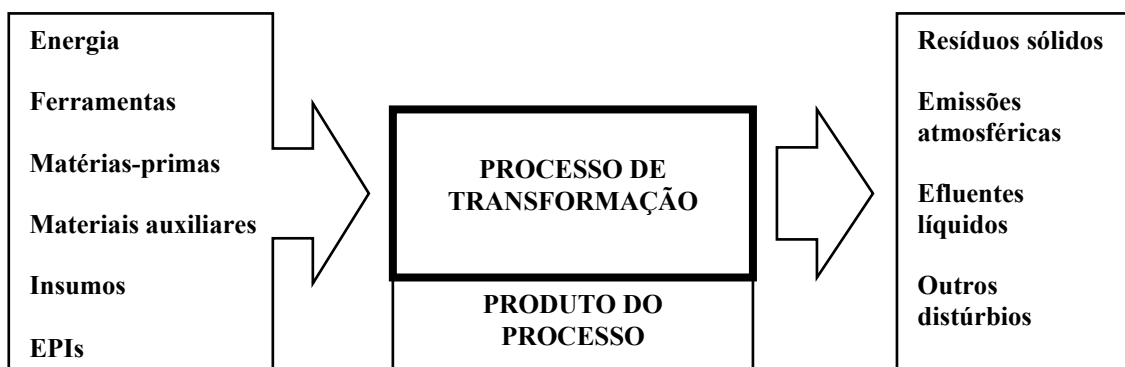 Energia
Ferramentas
Matérias-primas
Materiais auxiliares
Insumos
EPIs
PROCESSO DE
TRANSFORMAÇÃO
PRODUTO DO
PROCESSO
Resíduos sólidos
Emissões
atmosféricas
Efluentes
líquidos
Outros
distúrbios